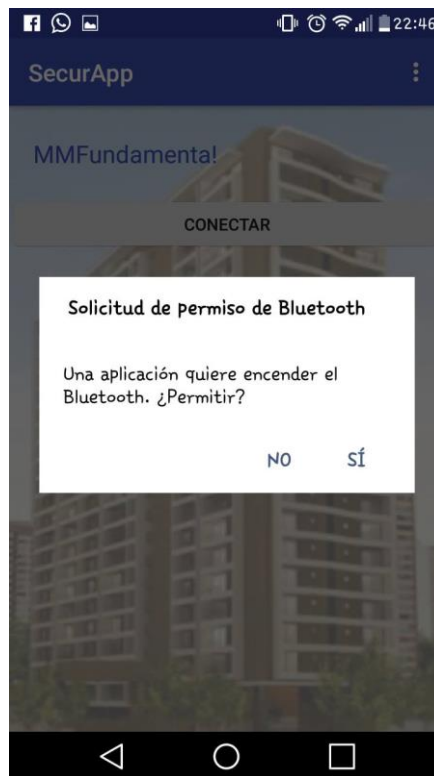 22:46
SecurApp
MMFundamenta!
CONECTAR
Solicitud de permiso de Bluetooth
Una aplicación quiere encender el
Bluetooth. ¿Permitir?
NO SÍ